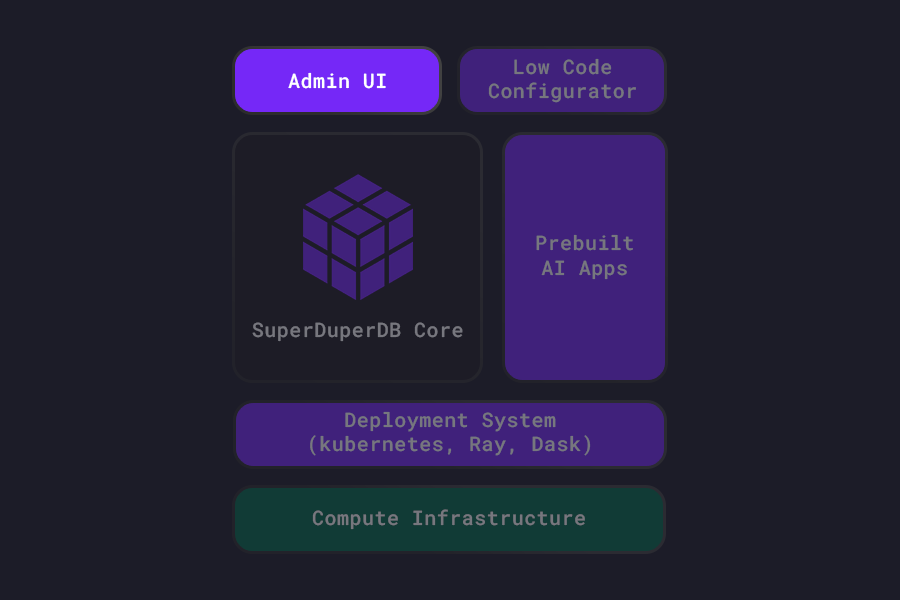 Admin UI
Low Code
Configurator
SuperDuperDB Core
Prebuilt
AI Apps
Deployment System
(kubernetes, Ray, Dask)
Compute Infrastructure